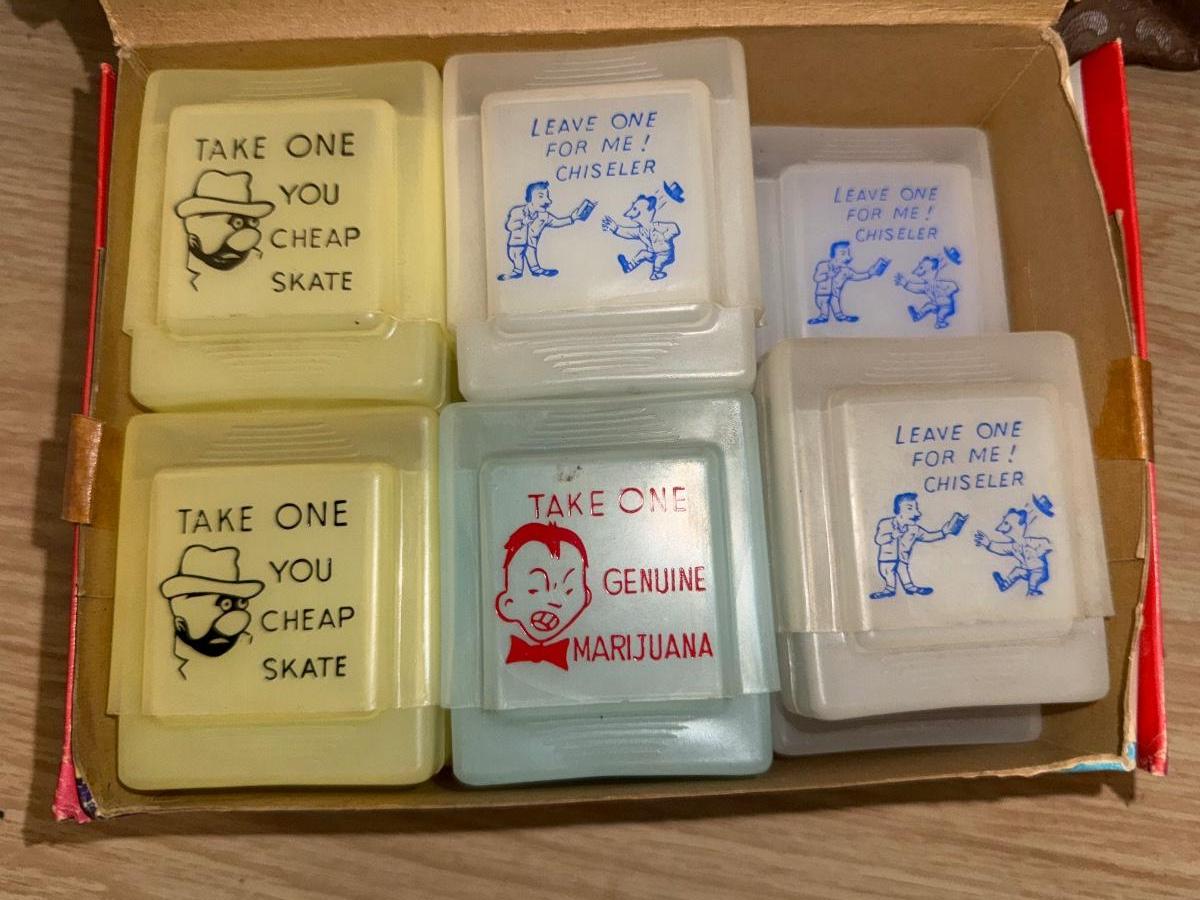 TAKE ONE
YOU
CHEAP
SKATE
LEAVE ONE
FOR ME!
CHISELER
LEAVE ONE
FOR ME!
CHISELER
TAKE ONE
YOU
CHEAP
SKATE
TAKE ONE
GENUINE
MARIJUANA
LEAVE ONE
FOR ME!
CHISELER